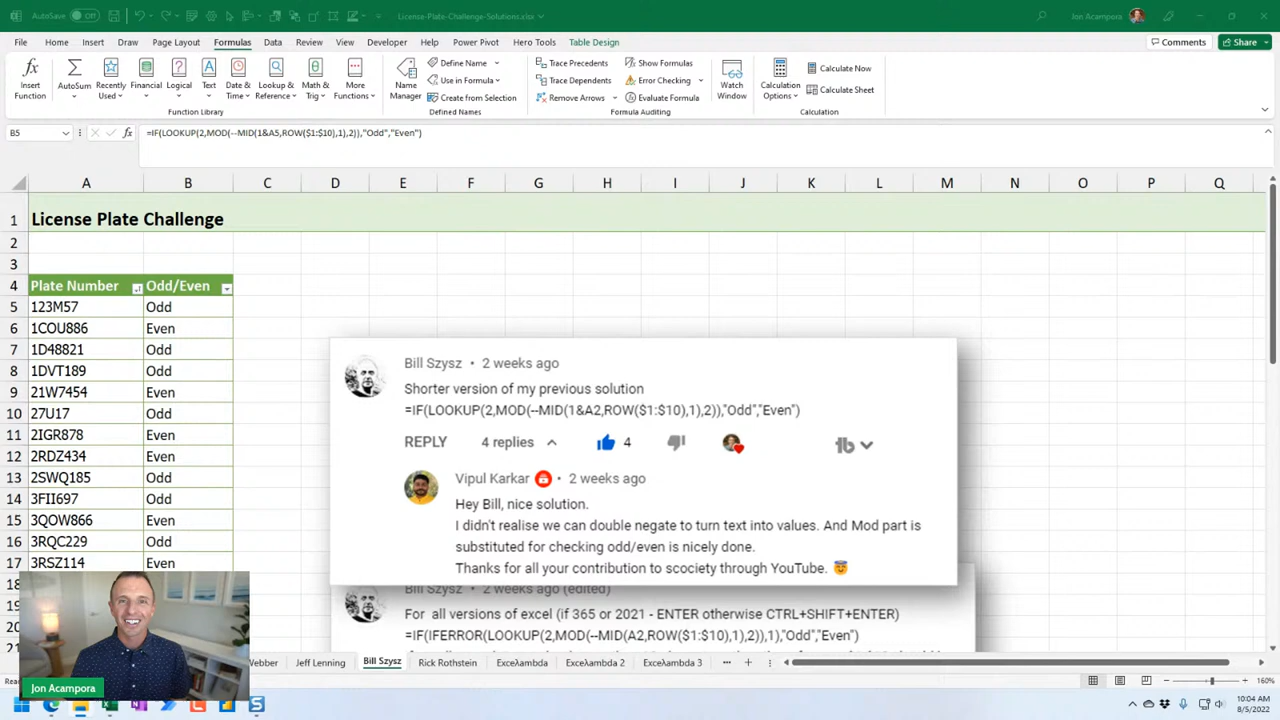 AutoSave Off License-Plate-Challenge-Solutions.xlsx Jon Acampora
File Home Insert Draw Page Layout Formulas Data Review View Developer Help Power Pivot Hero Tools Table Design Comments Share
Insert Function
AutoSum
Recently Used
Financial
Logical
Text
Date & Time
Lookup & Reference
Math & Trig
More Functions
Function Library
Name Manager
Define Name
Use in Formula
Create from Selection
Defined Names
Trace Precedents
Trace Dependents
Remove Arrows
Show Formulas
Error Checking
Evaluate Formula
Formula Auditing
Watch Window
Calculation Options
Calculate Now
Calculate Sheet
Calculation
B5 fx =IF(LOOKUP(2,MOD(--MID(1&A5,ROW($1:$10),1),2)),"Odd","Even")
A B C D E F G H I J K L M N O P Q
1 License Plate Challenge
2
3
4 Plate Number Odd/Even
5 123M57 Odd
6 1COU886 Even
7 1D48821 Odd
8 1DVT189 Odd
9 21W7454 Even
10 27U17 Odd
11 2IGR878 Even
12 2RDZ434 Even
13 2SWQ185 Odd
14 3FII697 Odd
15 3QOW866 Even
16 3RQC229 Odd
17 3RSZ114 Even
18
19
20
21
Bill Szysz • 2 weeks ago
Shorter version of my previous solution
=IF(LOOKUP(2,MOD(--MID(1&A2,ROW($1:$10),1),2)),"Odd","Even")
REPLY 4 replies 4 tb
Vipul Karkar • 2 weeks ago
Hey Bill, nice solution.
I didn't realise we can double negate to turn text into values. And Mod part is
substituted for checking odd/even is nicely done.
Thanks for all your contribution to scociety through YouTube.
Bill Szysz • 2 weeks ago (edited)
For all versions of excel (if 365 or 2021 - ENTER otherwise CTRL+SHIFT+ENTER)
=IF(IFERROR(LOOKUP(2,MOD(--MID(A2,ROW($1:$10),1),2)),1),"Odd","Even")
Webber Jeff Lenning Bill Szysz Rick Rothstein Excelλambda Excelλambda 2 Excelλambda 3
160%
Jon Acampora
10:04 AM
8/5/2022